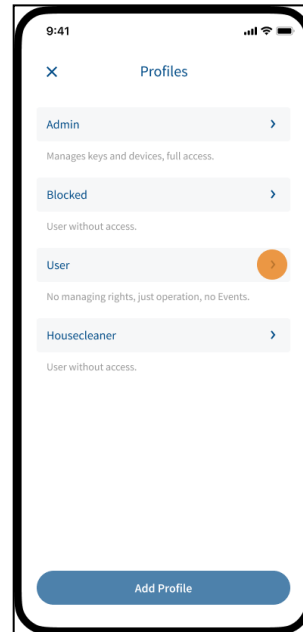 9:41
Profiles
Admin
Manages keys and devices, full access.
Blocked
User without access.
User
No managing rights, just operation, no Events.
Housecleaner
User without access.
Add Profile